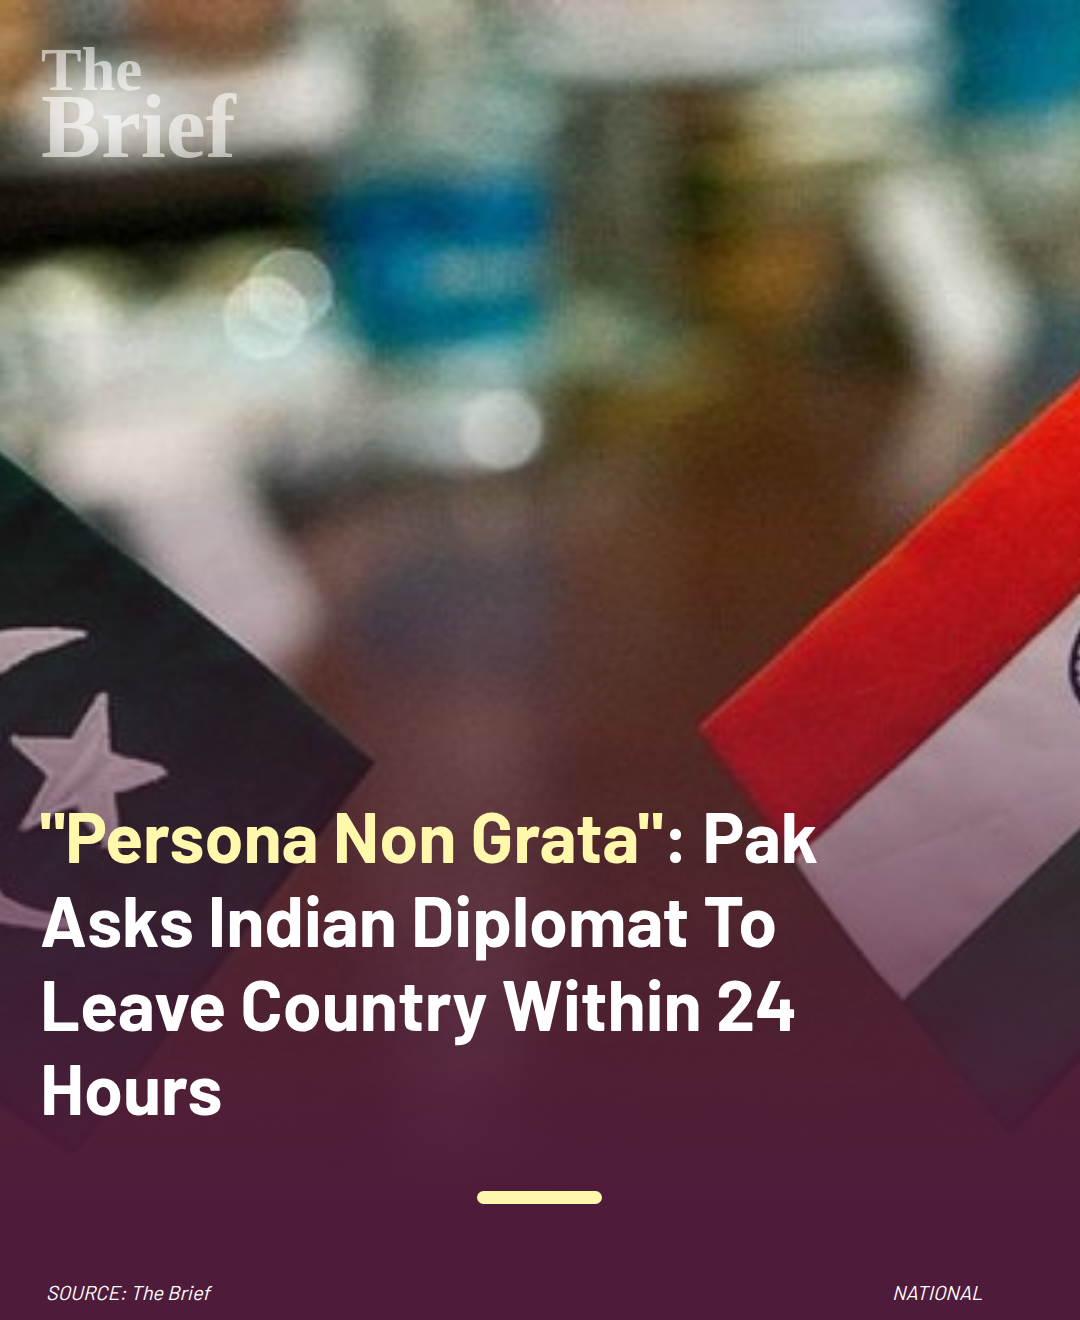 The
Brief
"Persona Non Grata": Pak
Asks Indian Diplomat To
Leave Country Within 24
Hours
SOURCE: The Brief
NATIONAL